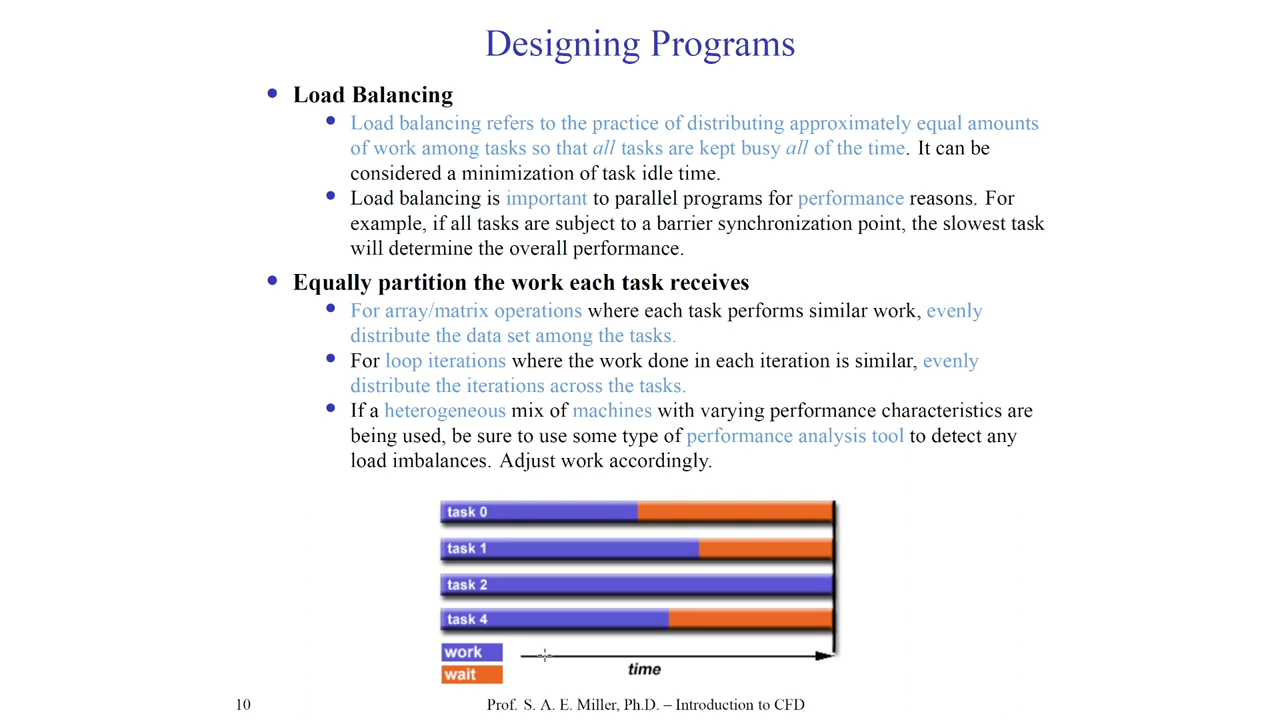 Designing Programs
Load Balancing
Load balancing refers to the practice of distributing approximately equal amounts
of work among tasks so that all tasks are kept busy all of the time. It can be
considered a minimization of task idle time.
Load balancing is important to parallel programs for performance reasons. For
example, if all tasks are subject to a barrier synchronization point, the slowest task
will determine the overall performance.
Equally partition the work each task receives
For array/matrix operations where each task performs similar work, evenly
distribute the data set among the tasks.
For loop iterations where the work done in each iteration is similar, evenly
distribute the iterations across the tasks.
If a heterogeneous mix of machines with varying performance characteristics are
being used, be sure to use some type of performance analysis tool to detect any
load imbalances. Adjust work accordingly.
task 0
task 1
task 2
task 4
work
wait
time
10
Prof. S. A. E. Miller, Ph.D. – Introduction to CFD